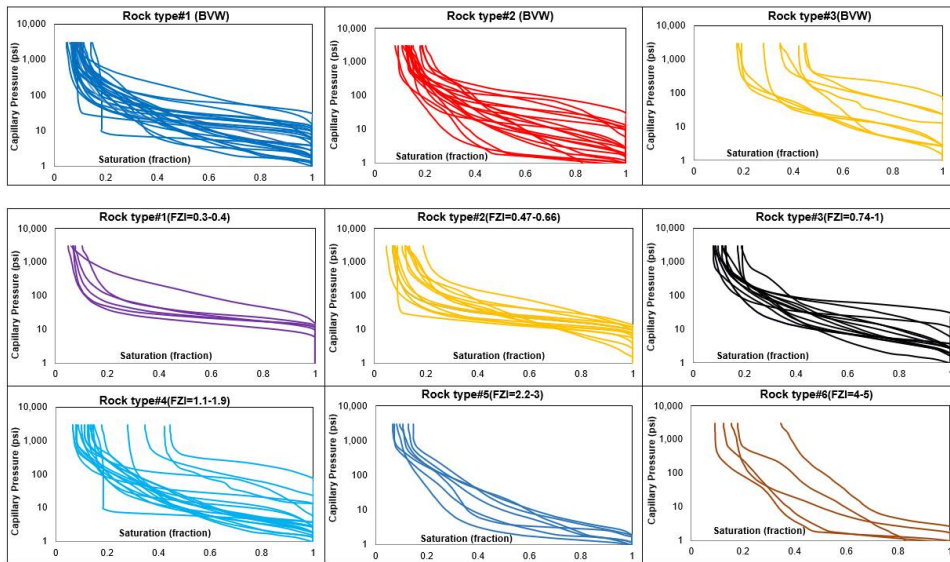 Rock type#1 (BVW)
10,000
1,000
100
10
1
Capillary Pressure (psi)
Saturation (fraction)
0 0.2 0.4 0.6 0.8 1
Rock type#2 (BVW)
10,000
1,000
100
10
1
Capillary Pressure (psi)
Saturation (fraction)
0 0.2 0.4 0.6 0.8 1
Rock type#3(BVW)
10,000
1,000
100
10
1
Capillary Pressure (psi)
Saturation (fraction)
0 0.2 0.4 0.6 0.8 1
Rock type#1(FZI=0.3-0.4)
10,000
1,000
100
10
1
Capillary Pressure (psi)
Saturation (fraction)
0 0.2 0.4 0.6 0.8 1
Rock type#2(FZI=0.47-0.66)
10,000
1,000
100
10
1
Capillary Pressure (psi)
Saturation (fraction)
0 0.2 0.4 0.6 0.8 1
Rock type#3(FZI=0.74-1)
10,000
1,000
100
10
1
Capillary Pressure (psi)
Saturation (fraction)
0 0.2 0.4 0.6 0.8 1
Rock type#4(FZI=1.1-1.9)
10,000
1,000
100
10
1
Capillary Pressure (psi)
Saturation (fraction)
0 0.2 0.4 0.6 0.8 1
Rock type#5(FZI=2.2-3)
10,000
1,000
100
10
1
Capillary Pressure (psi)
Saturation (fraction)
0 0.2 0.4 0.6 0.8 1
Rock type#6(FZI=4-5)
10,000
1,000
100
10
1
Capillary Pressure (psi)
Saturation (fraction)
0 0.2 0.4 0.6 0.8 1